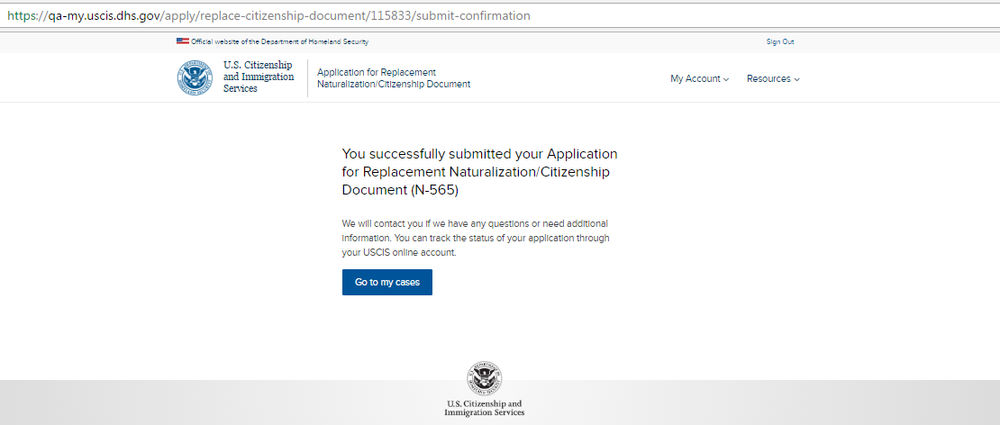 https://qa-my.uscis.dhs.gov/apply/replace-citizenship-document/115833/submit-confirmation
Official website of the Department of Homeland Security
Sign Out
U.S. Citizenship
and Immigration
Services
Application for Replacement
Naturalization/Citizenship Document
My Account
Resources
You successfully submitted your Application
for Replacement Naturalization/Citizenship
Document (N-565)
We will contact you if we have any questions or need additional
information. You can track the status of your application through
your USCIS online account.
Go to my cases
U.S. Citizenship and
Immigration Services